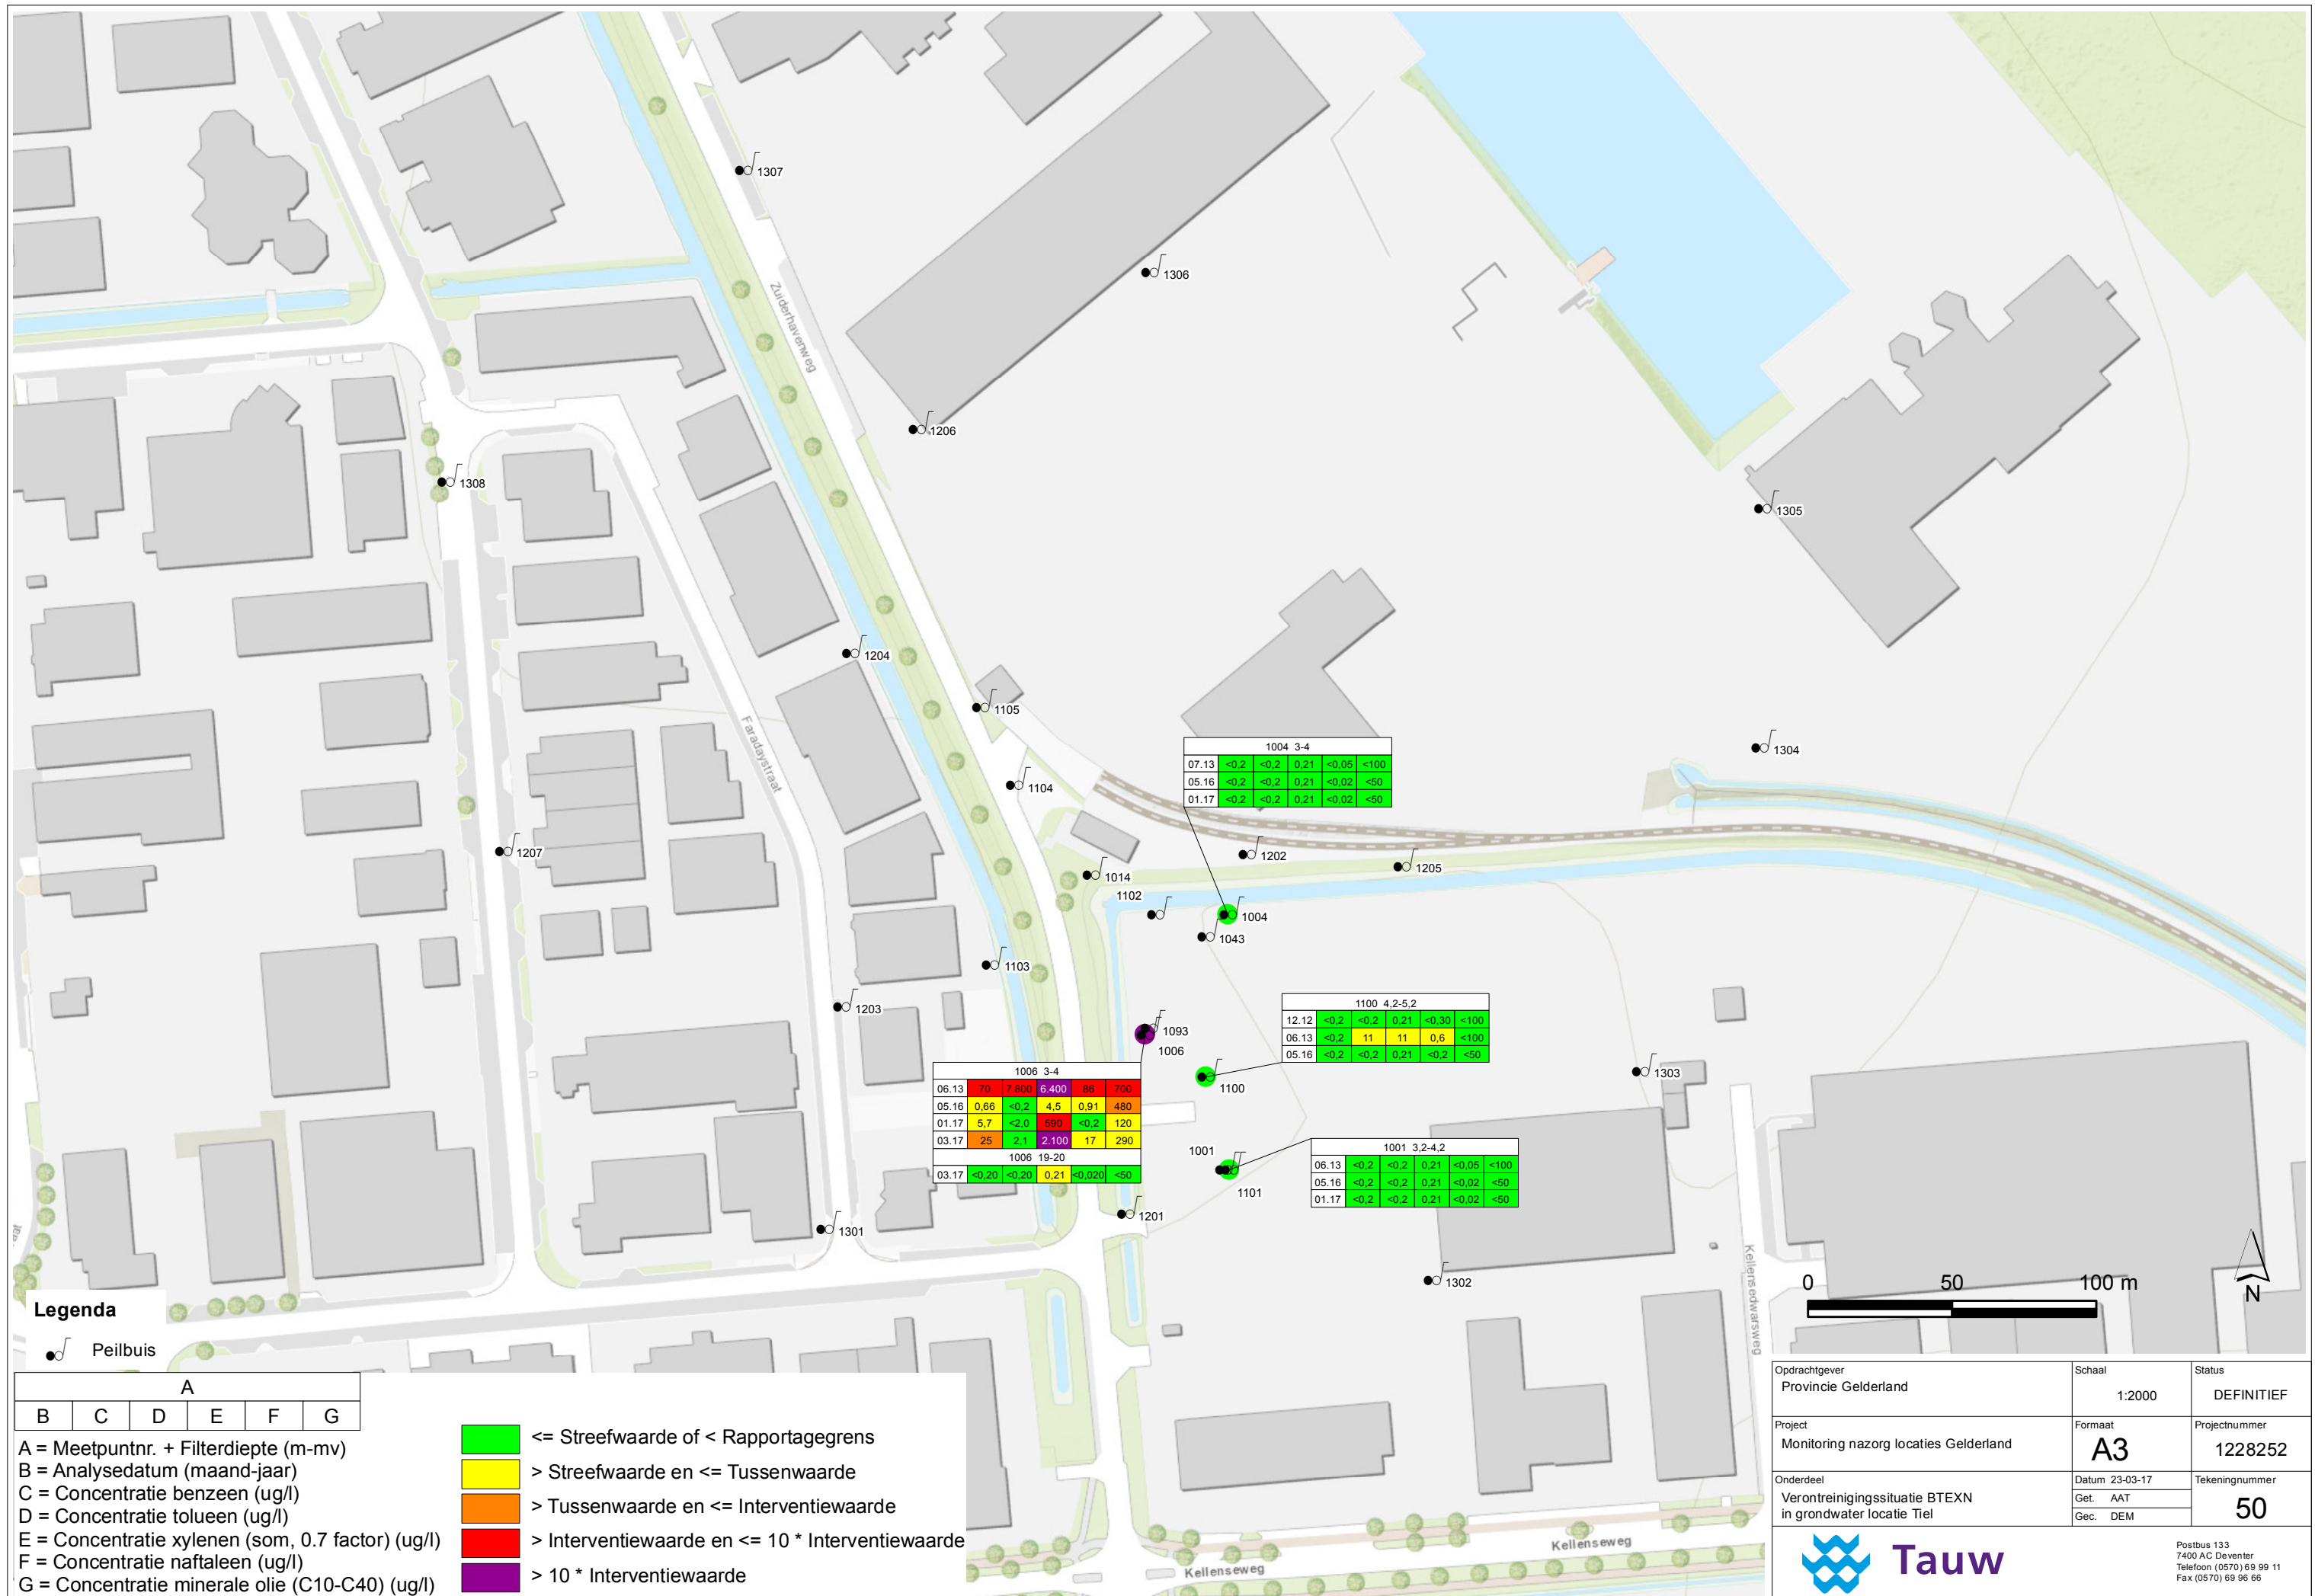 1307
1306
Zuiderhavenweg
1206
1308
1305
1204
1105
Faradaystraat
1304
1104
1004 3-4
07.13 <0,2 <0,2 0,21 <0,05 <100
05.16 <0,2 <0,2 0,21 <0,02 <50
01.17 <0,2 <0,2 0,21 <0,02 <50
1207
1202
1205
1014
1102
1004
1043
1103
1203
1093
1006
1100 4,2-5,2
12.12 <0,2 <0,2 0,21 <0,30 <100
06.13 <0,2 11 11 0,6 <100
05.16 <0,2 <0,2 0,21 <0,2 <50
1303
1100
1006 3-4
06.13 70 7.800 6.400 86 700
05.16 0,66 <0,2 4,5 0,91 480
01.17 5,7 <2,0 590 <0,2 120
03.17 25 2,1 2.100 17 290
1006 19-20
03.17 <0,20 <0,20 0,21 <0,020 <50
1001
1101
1001 3,2-4,2
06.13 <0,2 <0,2 0,21 <0,05 <100
05.16 <0,2 <0,2 0,21 <0,02 <50
01.17 <0,2 <0,2 0,21 <0,02 <50
1201
1301
1302
Kellensedwarsweg
0 50 100 m
N
Kellenseweg
Kellenseweg
Legenda
Peilbuis
A
B C D E F G
A = Meetpuntnr. + Filterdiepte (m-mv)
B = Analysedatum (maand-jaar)
C = Concentratie benzeen (ug/l)
D = Concentratie tolueen (ug/l)
E = Concentratie xylenen (som, 0.7 factor) (ug/l)
F = Concentratie naftaleen (ug/l)
G = Concentratie minerale olie (C10-C40) (ug/l)
<= Streefwaarde of < Rapportagegrens
> Streefwaarde en <= Tussenwaarde
> Tussenwaarde en <= Interventiewaarde
> Interventiewaarde en <= 10 * Interventiewaarde
> 10 * Interventiewaarde
Opdrachtgever
Provincie Gelderland
Schaal
1:2000
Status
DEFINITIEF
Project
Monitoring nazorg locaties Gelderland
Formaat
A3
Projectnummer
1228252
Onderdeel
Verontreinigingssituatie BTEXN
in grondwater locatie Tiel
Datum 23-03-17
Get. AAT
Gec. DEM
Tekeningnummer
50
Tauw
Postbus 133
7400 AC Deventer
Telefoon (0570) 69 99 11
Fax (0570) 69 96 66